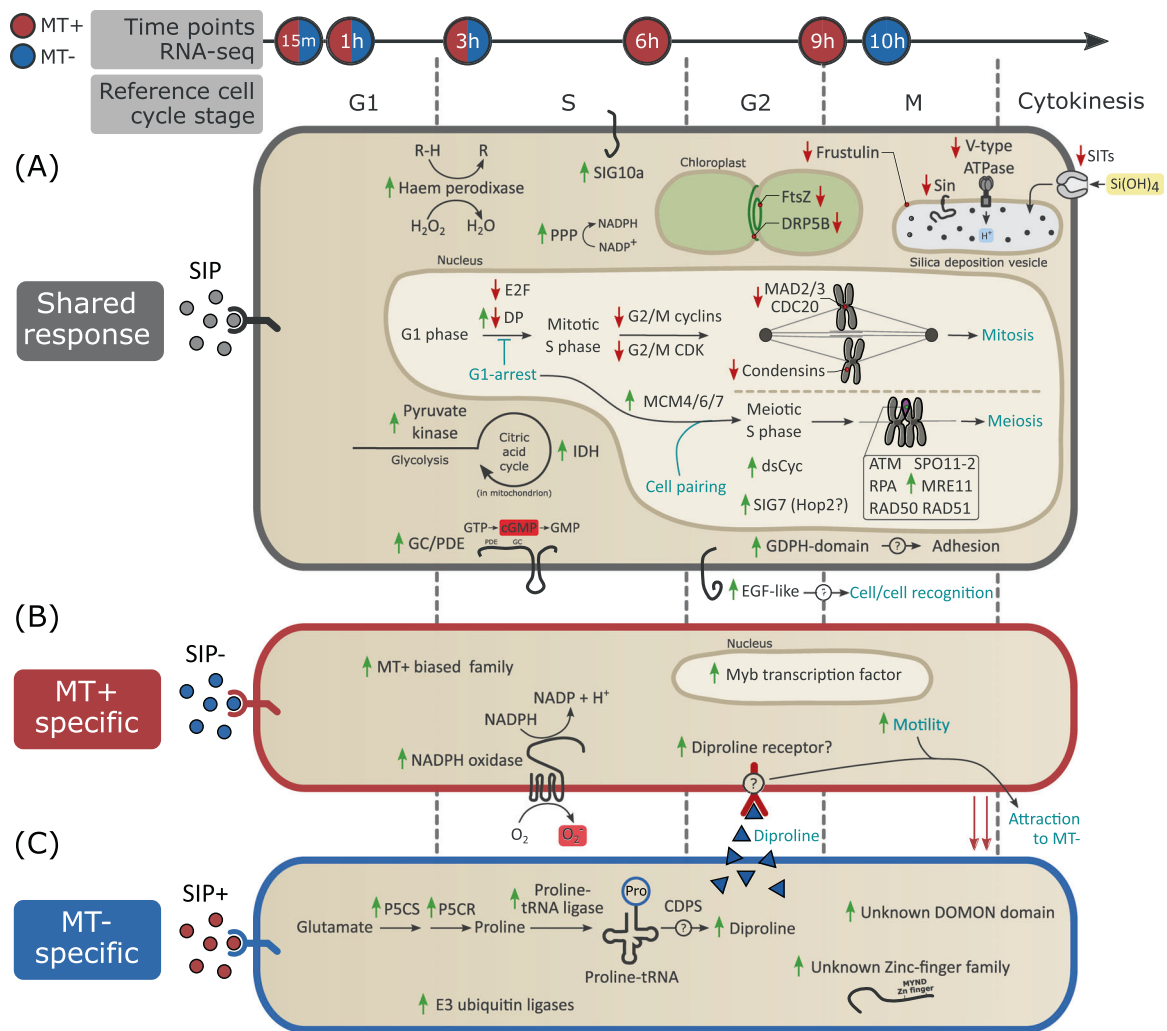 MT+
MT-
Time points
RNA-seq
15m
1h
3h
6h
9h
10h
Reference cell
cycle stage
G1
S
G2
M
Cytokinesis
(A)
Shared
response
SIP
R-H
R
Haem perodixase
H₂O₂
H₂O
SIG10a
PPP
NADPH
NADP⁺
Chloroplast
FtsZ
DRP5B
Frustulin
V-type
ATPase
Sin
H⁺
SITs
Si(OH)₄
Silica deposition vesicle
Nucleus
G1 phase
E2F
DP
G1-arrest
Mitotic
S phase
G2/M cyclins
G2/M CDK
MAD2/3
CDC20
Condensins
Mitosis
MCM4/6/7
Cell pairing
Meiotic
S phase
Meiosis
dsCyc
SIG7 (Hop2?)
ATM SPO11-2
RPA MRE11
RAD50 RAD51
Pyruvate
kinase
Glycolysis
Citric
acid
cycle
(in mitochondrion)
IDH
GTP
cGMP
GMP
GC/PDE
PDE
GC
GDPH-domain
?
Adhesion
EGF-like
?
Cell/cell recognition
(B)
MT+
specific
SIP-
MT+ biased family
Nucleus
Myb transcription factor
NADPH
NADP + H⁺
NADPH oxidase
O₂
O₂⁻
Diproline receptor?
?
Motility
Attraction
to MT-
Diproline
(C)
MT-
specific
SIP+
Glutamate
P5CS
P5CR
Proline
Proline-
tRNA ligase
Pro
Proline-tRNA
CDPS
?
Diproline
E3 ubiquitin ligases
Unknown DOMON domain
Unknown Zinc-finger family
MYND
Zn finger